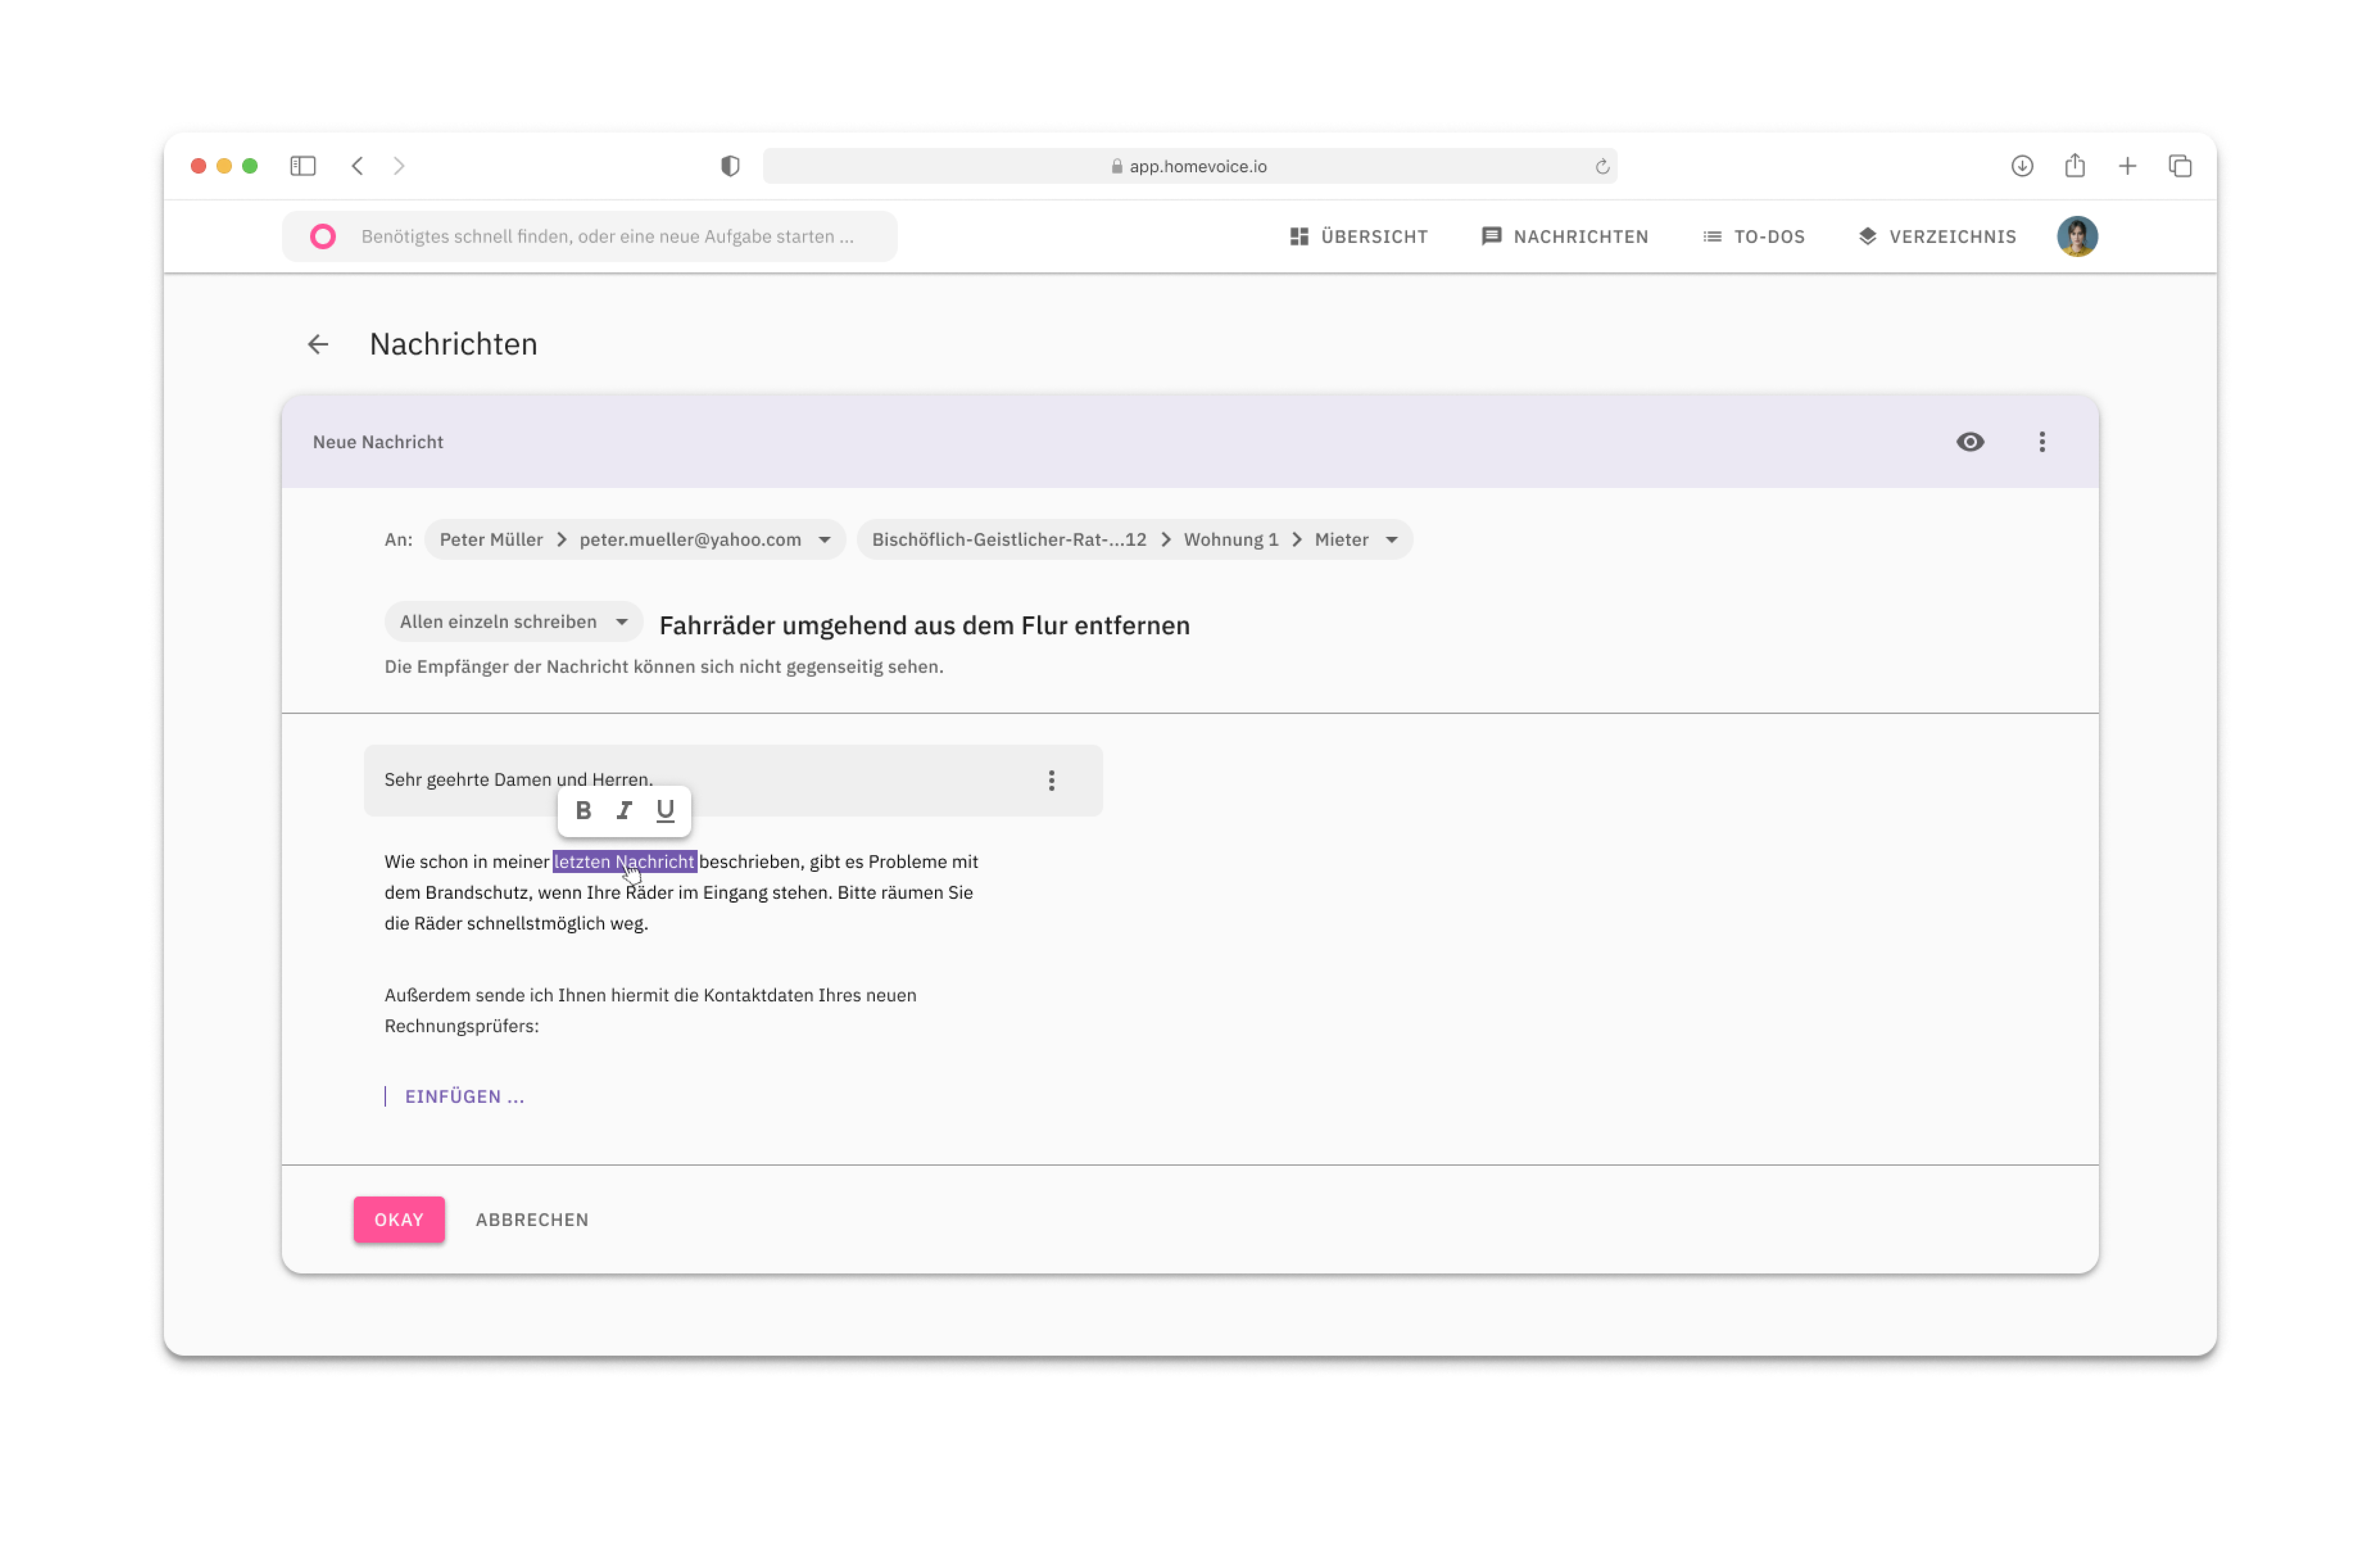 app.homevoice.io
Benötigtes schnell finden, oder eine neue Aufgabe starten ...
ÜBERSICHT
NACHRICHTEN
TO-DOS
VERZEICHNIS
Nachrichten
Neue Nachricht
An: Peter Müller > peter.mueller@yahoo.com Bischöflich-Geistlicher-Rat-...12 > Wohnung 1 > Mieter
Allen einzeln schreiben Fahrräder umgehend aus dem Flur entfernen
Die Empfänger der Nachricht können sich nicht gegenseitig sehen.
Sehr geehrte Damen und Herren,
B I U
Wie schon in meiner letzten Nachricht beschrieben, gibt es Probleme mit
dem Brandschutz, wenn Ihre Räder im Eingang stehen. Bitte räumen Sie
die Räder schnellstmöglich weg.
Außerdem sende ich Ihnen hiermit die Kontaktdaten Ihres neuen
Rechnungsprüfers:
EINFÜGEN ...
OKAY
ABBRECHEN